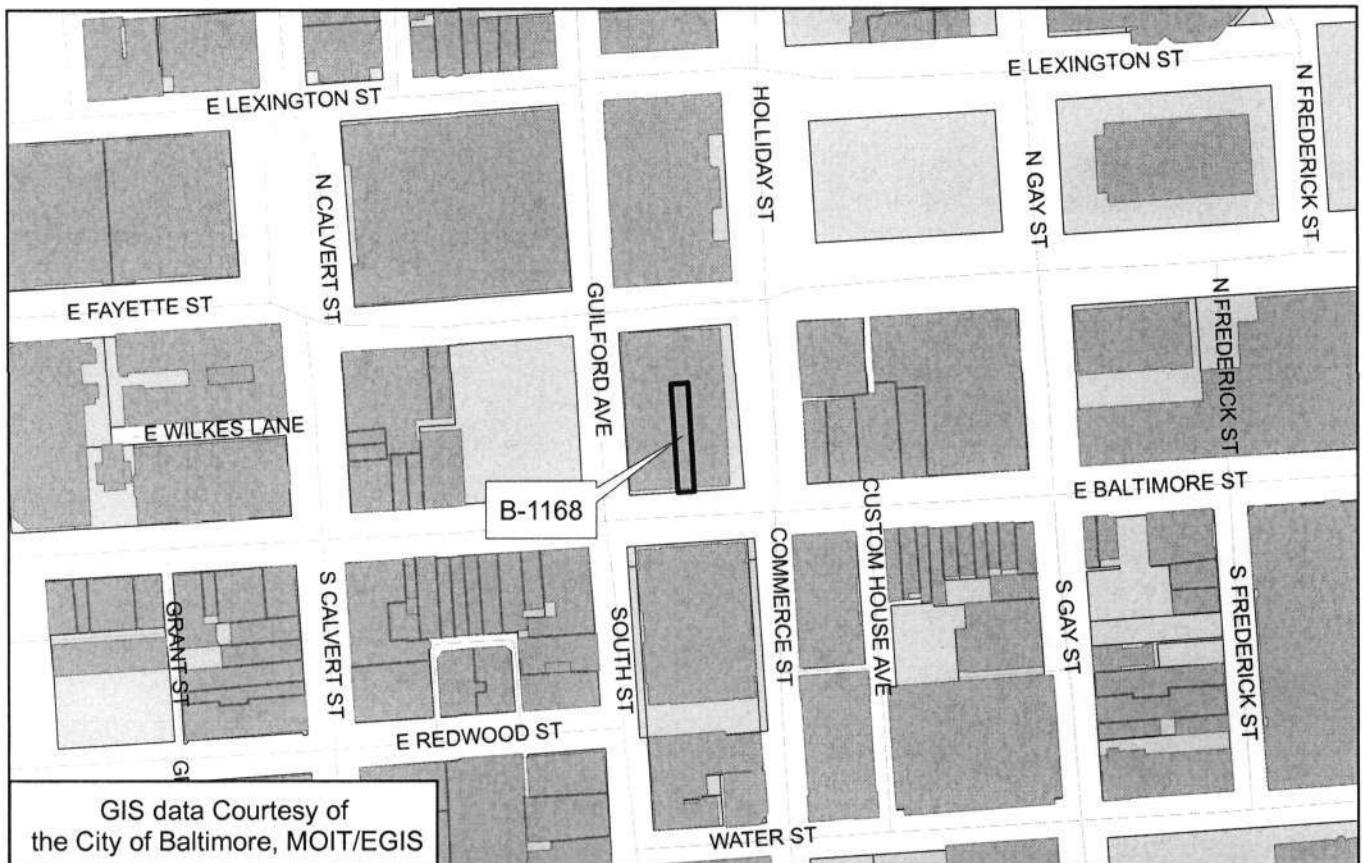 E LEXINGTON ST
E LEXINGTON ST
HOLLIDAY ST
N FREDERICK ST
N CALVERT ST
N GAY ST
E FAYETTE ST
GUILFORD AVE
N FREDERICK ST
E WILKES LANE
B-1168
E BALTIMORE ST
CUSTOM HOUSE AVE
COMMERCE ST
S CALVERT ST
GRANT ST
SOUTH ST
S GAY ST
S FREDERICK ST
E REDWOOD ST
WATER ST
GIS data Courtesy of
the City of Baltimore, MOIT/EGIS